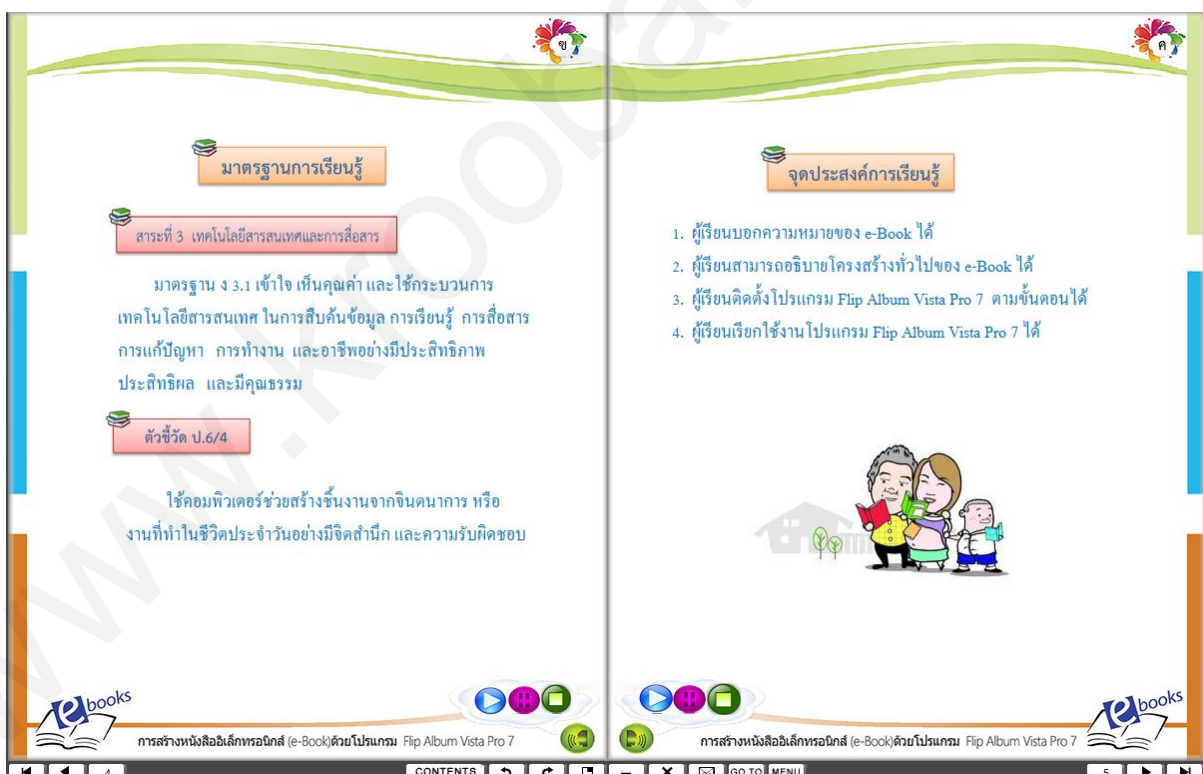 ข
มาตรฐานการเรียนรู้
สาระที่ 3 เทคโนโลยีสารสนเทศและการสื่อสาร
มาตรฐาน ง 3.1 เข้าใจ เห็นคุณค่า และใช้กระบวนการ
เทคโนโลยีสารสนเทศ ในการสืบค้นข้อมูล การเรียนรู้ การสื่อสาร
การแก้ปัญหา การทำงาน และอาชีพอย่างมีประสิทธิภาพ
ประสิทธิผล และมีคุณธรรม
ตัวชี้วัด ป.6/4
ใช้คอมพิวเตอร์ช่วยสร้างชิ้นงานจากจินตนาการ หรือ
งานที่ทำในชีวิตประจำวันอย่างมีจิตสำนึก และความรับผิดชอบ
ebooks
การสร้างหนังสืออิเล็กทรอนิกส์ (e-Book)ด้วยโปรแกรม Flip Album Vista Pro 7
ค
จุดประสงค์การเรียนรู้
1. ผู้เรียนบอกความหมายของ e-Book ได้
2. ผู้เรียนสามารถอธิบายโครงสร้างทั่วไปของ e-Book ได้
3. ผู้เรียนติดตั้งโปรแกรม Flip Album Vista Pro 7 ตามขั้นตอนได้
4. ผู้เรียนเรียกใช้งานโปรแกรม Flip Album Vista Pro 7 ได้
ebooks
การสร้างหนังสืออิเล็กทรอนิกส์ (e-Book)ด้วยโปรแกรม Flip Album Vista Pro 7
4 CONTENTS GO TO MENU 5
www.krooba